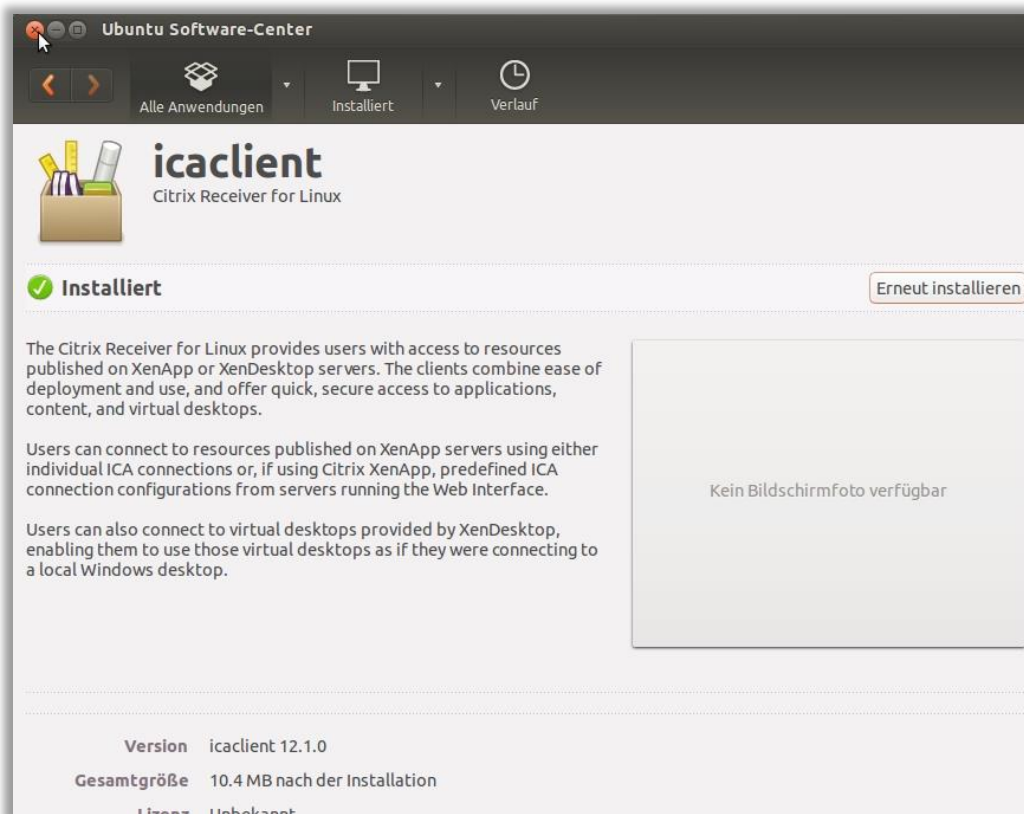 Ubuntu Software-Center
Alle Anwendungen
Installiert
Verlauf
icaclient
Citrix Receiver for Linux
Installiert
Erneut installieren
The Citrix Receiver for Linux provides users with access to resources
published on XenApp or XenDesktop servers. The clients combine ease of
deployment and use, and offer quick, secure access to applications,
content, and virtual desktops.
Users can connect to resources published on XenApp servers using either
individual ICA connections or, if using Citrix XenApp, predefined ICA
connection configurations from servers running the Web Interface.
Users can also connect to virtual desktops provided by XenDesktop,
enabling them to use those virtual desktops as if they were connecting to
a local Windows desktop.
Kein Bildschirmfoto verfügbar
Version icaclient 12.1.0
Gesamtgröße 10.4 MB nach der Installation
Lizenz Unbekannt